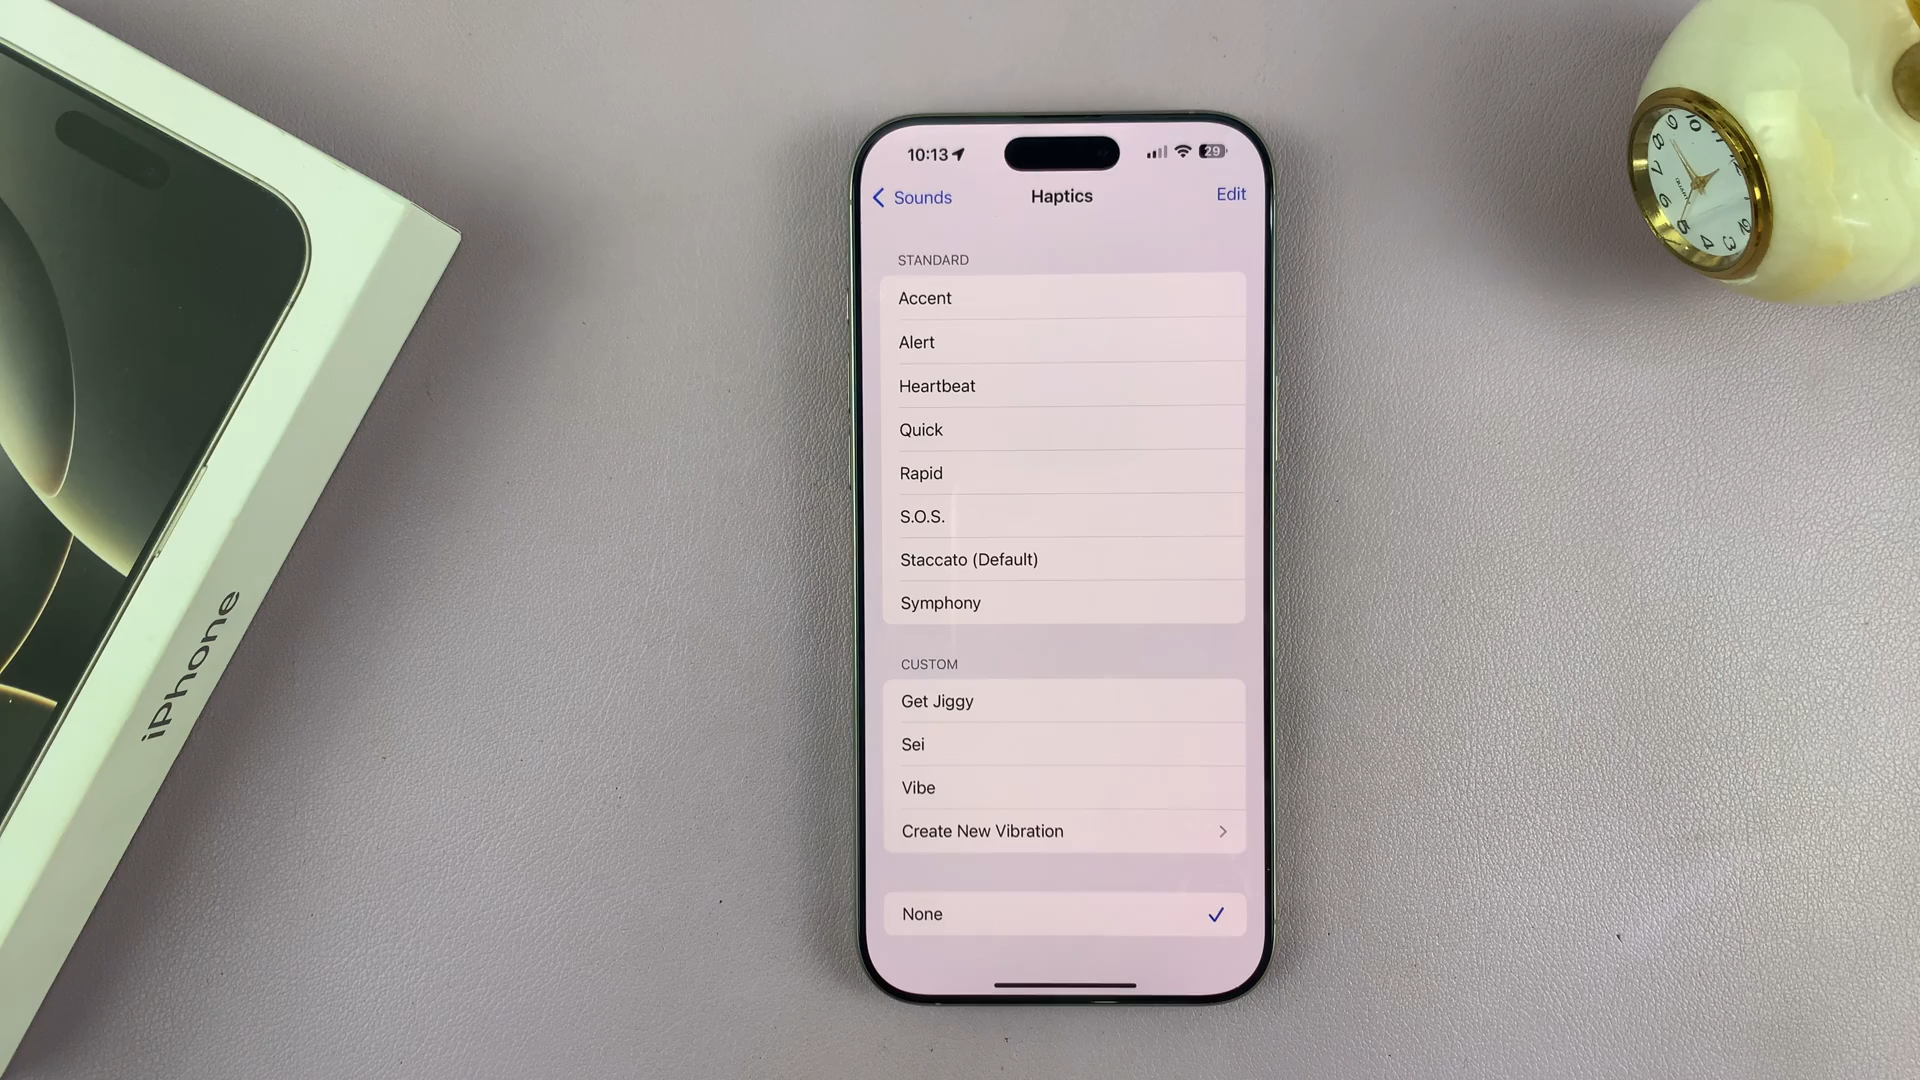 iPhone
10:13
29
Sounds
Haptics
Edit
STANDARD
Accent
Alert
Heartbeat
Quick
Rapid
S.O.S.
Staccato (Default)
Symphony
CUSTOM
Get Jiggy
Sei
Vibe
Create New Vibration
None